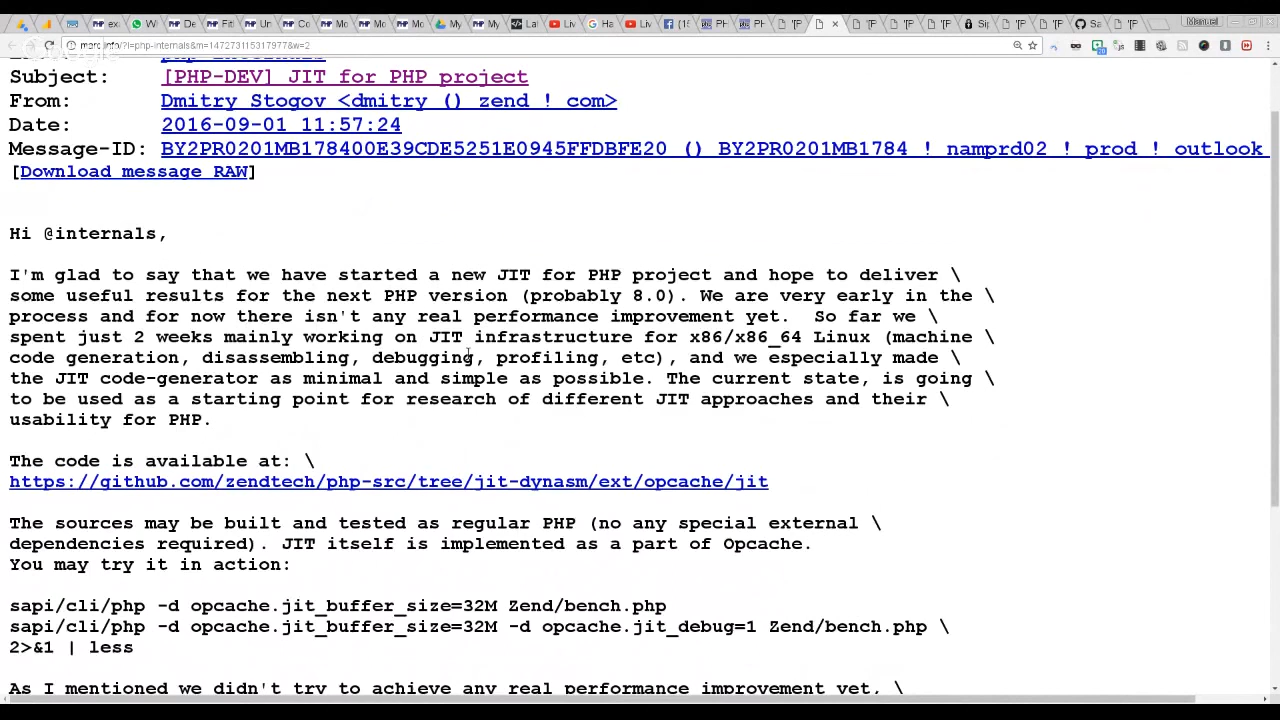 Manuel
marc.info/?l=php-internals&m=147273115317977&w=2
php-internals
Subject: [PHP-DEV] JIT for PHP project
From: Dmitry Stogov <dmitry () zend ! com>
Date: 2016-09-01 11:57:24
Message-ID: BY2PR0201MB178400E39CDE5251E0945FFDBFE20 () BY2PR0201MB1784 ! namprd02 ! prod ! outlook
[Download message RAW]
Hi @internals,
I'm glad to say that we have started a new JIT for PHP project and hope to deliver \
some useful results for the next PHP version (probably 8.0). We are very early in the \
process and for now there isn't any real performance improvement yet.  So far we \
spent just 2 weeks mainly working on JIT infrastructure for x86/x86_64 Linux (machine \
code generation, disassembling, debugging, profiling, etc), and we especially made \
the JIT code-generator as minimal and simple as possible. The current state, is going \
to be used as a starting point for research of different JIT approaches and their \
usability for PHP.
The code is available at: \
https://github.com/zendtech/php-src/tree/jit-dynasm/ext/opcache/jit
The sources may be built and tested as regular PHP (no any special external \
dependencies required). JIT itself is implemented as a part of Opcache.
You may try it in action:
sapi/cli/php -d opcache.jit_buffer_size=32M Zend/bench.php
sapi/cli/php -d opcache.jit_buffer_size=32M -d opcache.jit_debug=1 Zend/bench.php \
2>&1 | less
As I mentioned we didn't try to achieve any real performance improvement yet, \